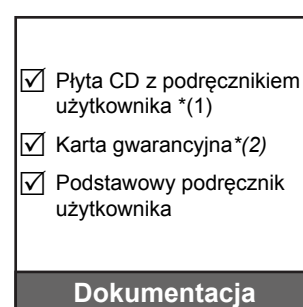 ☑ Płyta CD z podręcznikiem
użytkownika *(1)
☑ Karta gwarancyjna*(2)
☑ Podstawowy podręcznik
użytkownika
Dokumentacja